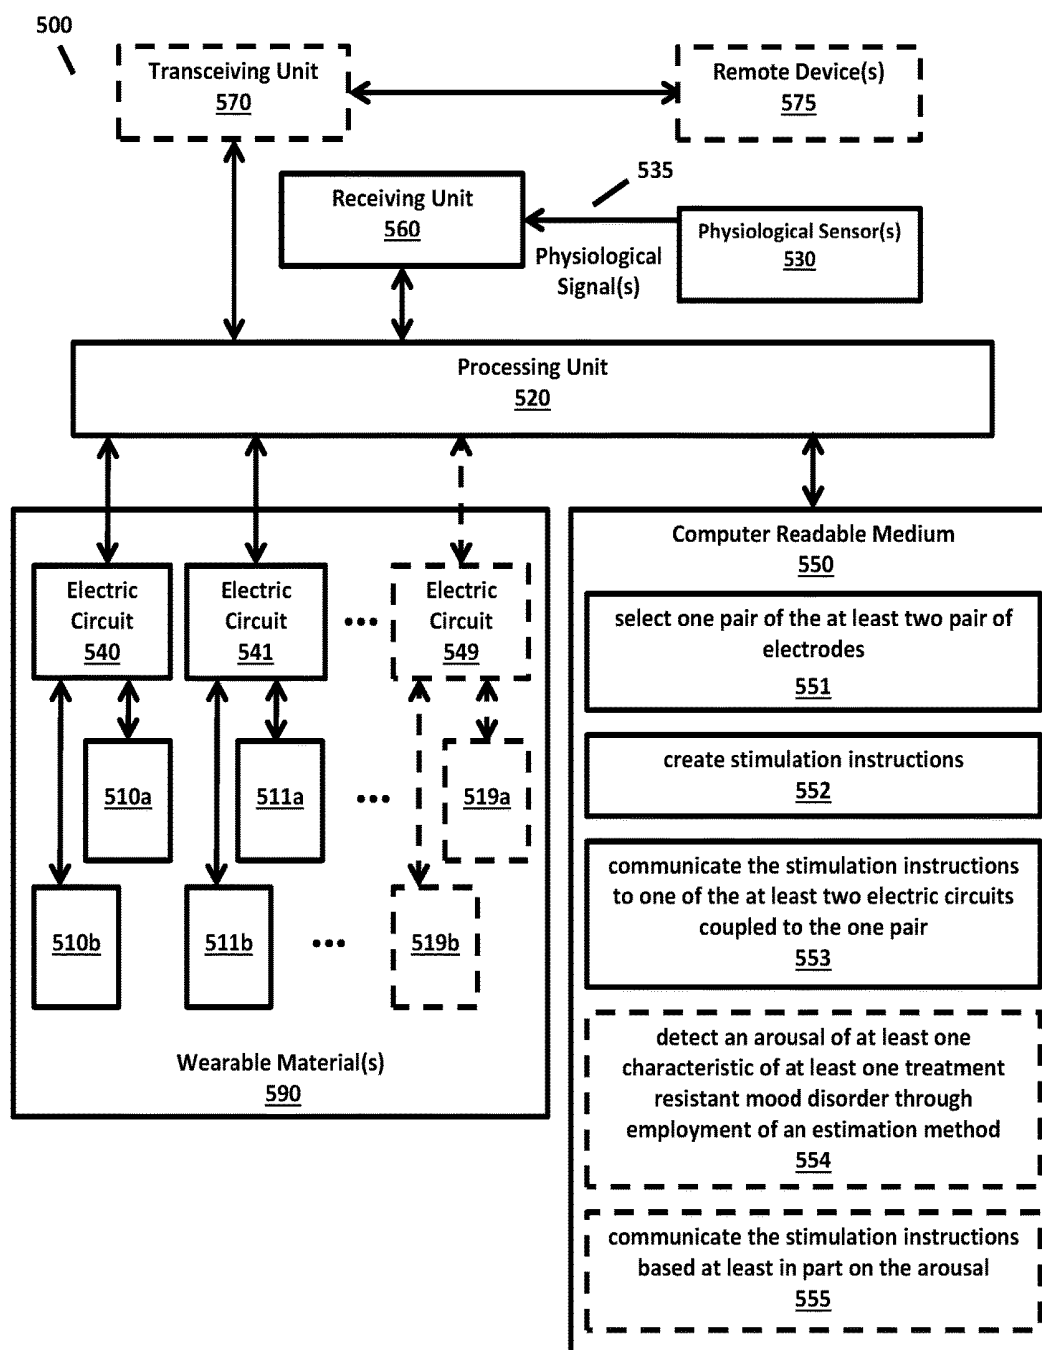 500
Transceiving Unit
570
Remote Device(s)
575
Receiving Unit
560
535
Physiological Sensor(s)
530
Physiological
Signal(s)
Processing Unit
520
Electric
Circuit
540
Electric
Circuit
541
•••
Electric
Circuit
549
510a
511a
•••
519a
510b
511b
•••
519b
Wearable Material(s)
590
Computer Readable Medium
550
select one pair of the at least two pair of
electrodes
551
create stimulation instructions
552
communicate the stimulation instructions
to one of the at least two electric circuits
coupled to the one pair
553
detect an arousal of at least one
characteristic of at least one treatment
resistant mood disorder through
employment of an estimation method
554
communicate the stimulation instructions
based at least in part on the arousal
555